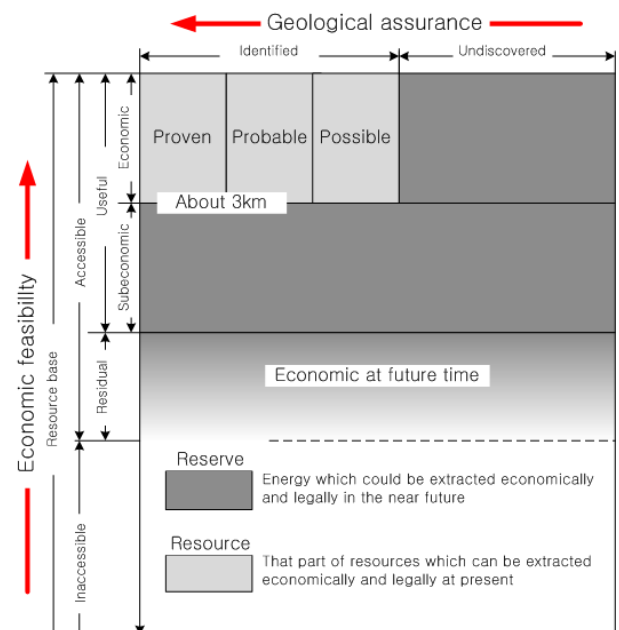 Geological assurance
Identified
Undiscovered
Economic feasibility
Resource base
Accessible
Inaccessible
Useful
Residual
Economic
Subeconomic
Proven
Probable
Possible
About 3km
Economic at future time
Reserve
Energy which could be extracted economically
and legally in the near future
Resource
That part of resources which can be extracted
economically and legally at present